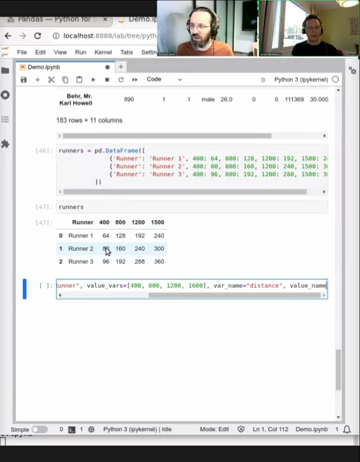 Pandas — Python for
Demo.ipynb
localhost:8888/lab/tree/pyth
File Edit View Run Kernel Tabs Settings
Demo.ipynb
Code
Python 3 (ipykernel)
Behr, Mr.
Karl Howell
890 1 1 male 26.0 0 0 111369 30.000
183 rows × 11 columns
[46]: runners = pd.DataFrame([
{'Runner': 'Runner 1', 400: 64, 800: 128, 1200: 192, 1500:
{'Runner': 'Runner 2', 400: 80, 800: 160, 1200: 240, 1500:
{'Runner': 'Runner 3', 400: 96, 800: 192, 1200: 288, 1500:
])
[47]: runners
[47]:
Runner 400 800 1200 1500
0 Runner 1 64 128 192 240
1 Runner 2 80 160 240 300
2 Runner 3 96 192 288 360
[ ]: unner", value_vars=[400, 800, 1200, 1600], var_name="distance", value_name
Simple 0 1 Python 3 (ipykernel) | Idle Mode: Edit Ln 1, Col 112 Demo.ipynb 1